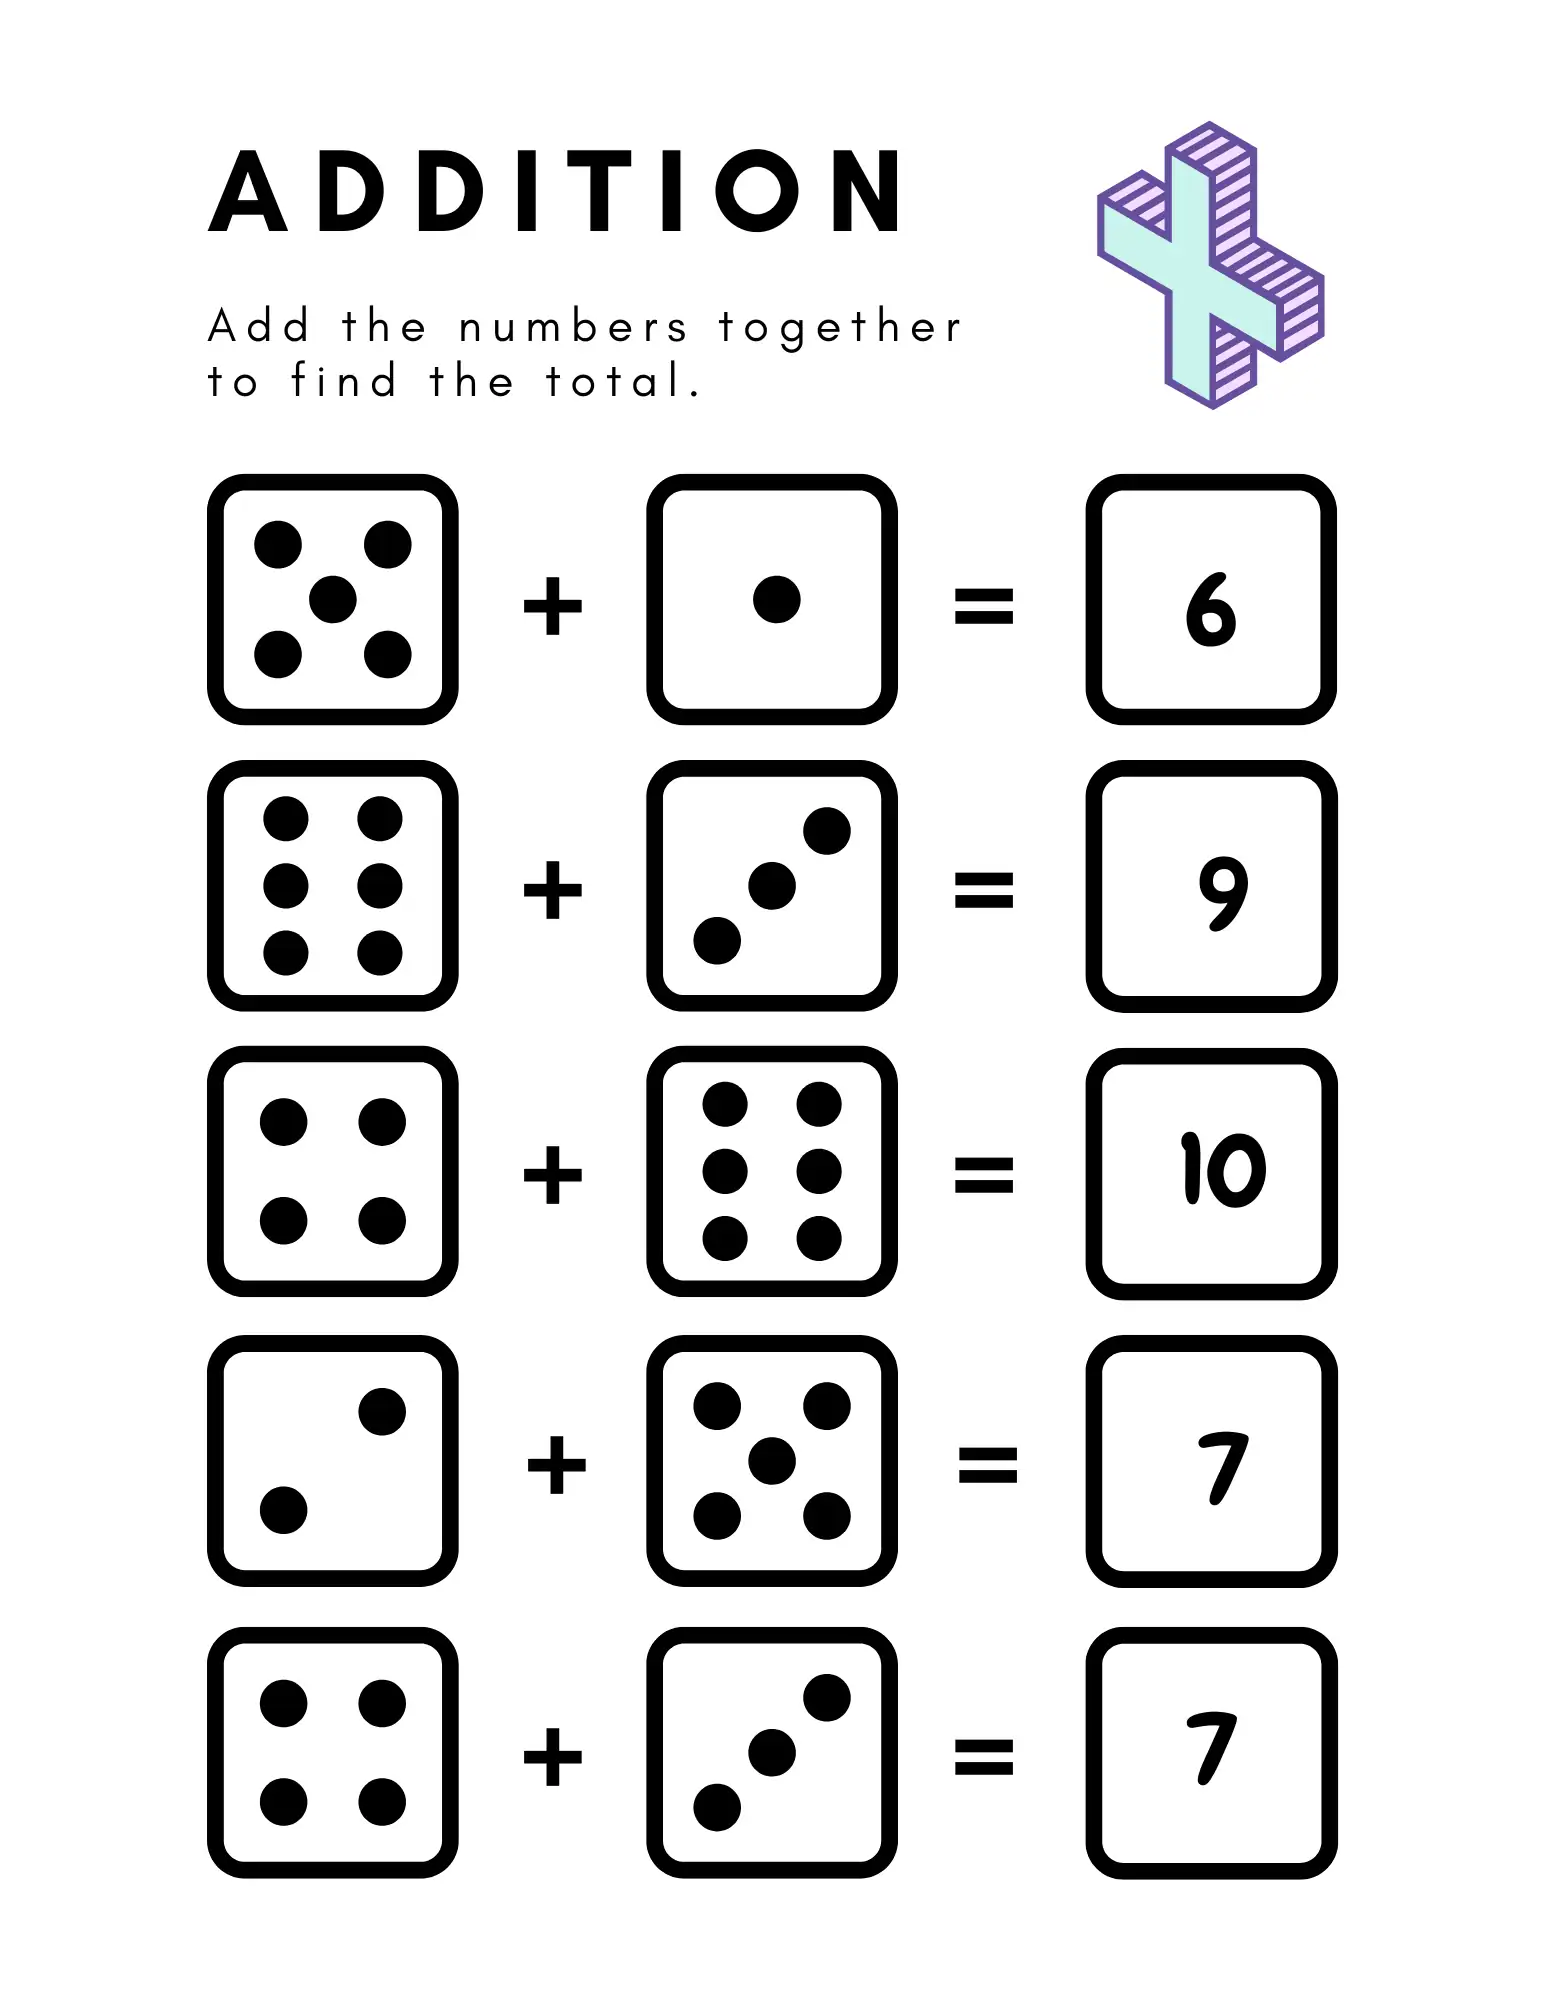 ADDITION
Add the numbers together
to find the total.
+ = 6
+ = 9
+ = 10
+ = 7
+ = 7